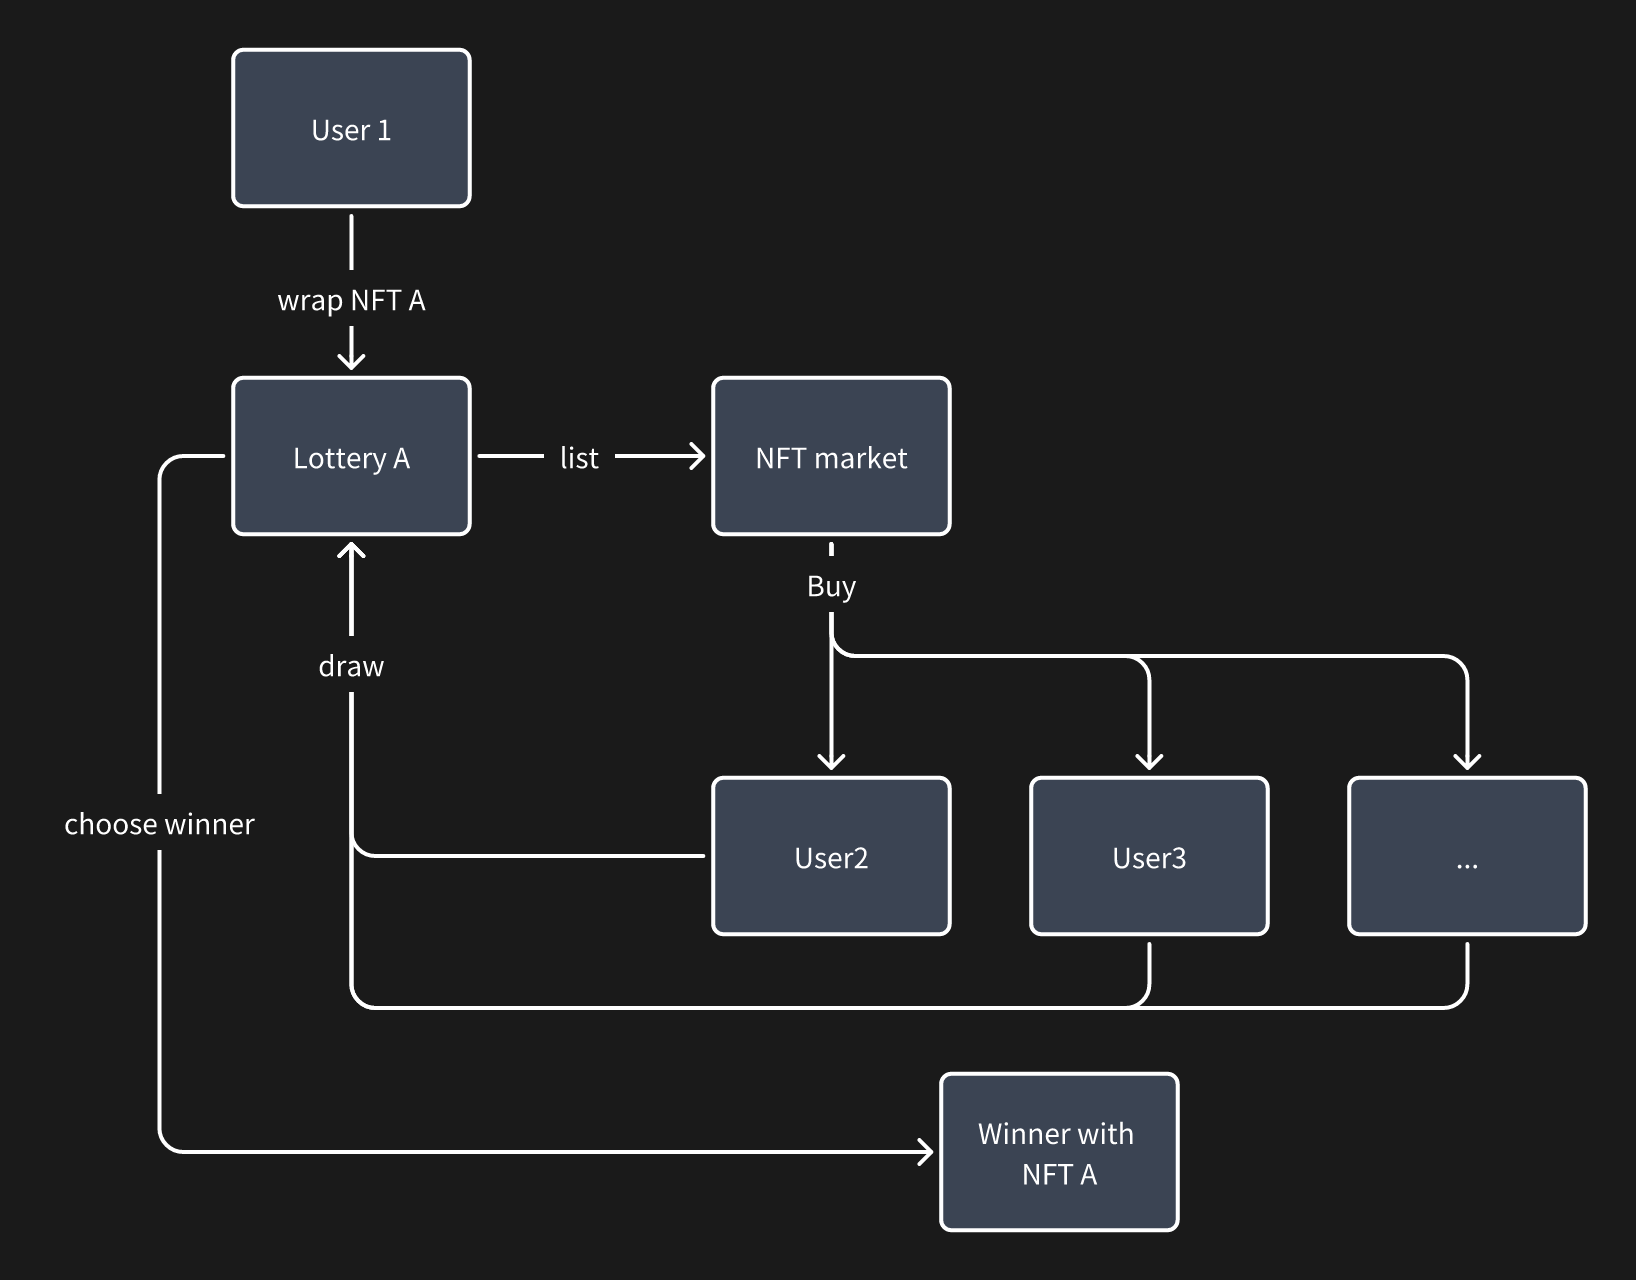 User 1
wrap NFT A
Lottery A
list
NFT market
Buy
draw
choose winner
User2
User3
...
Winner with
NFT A